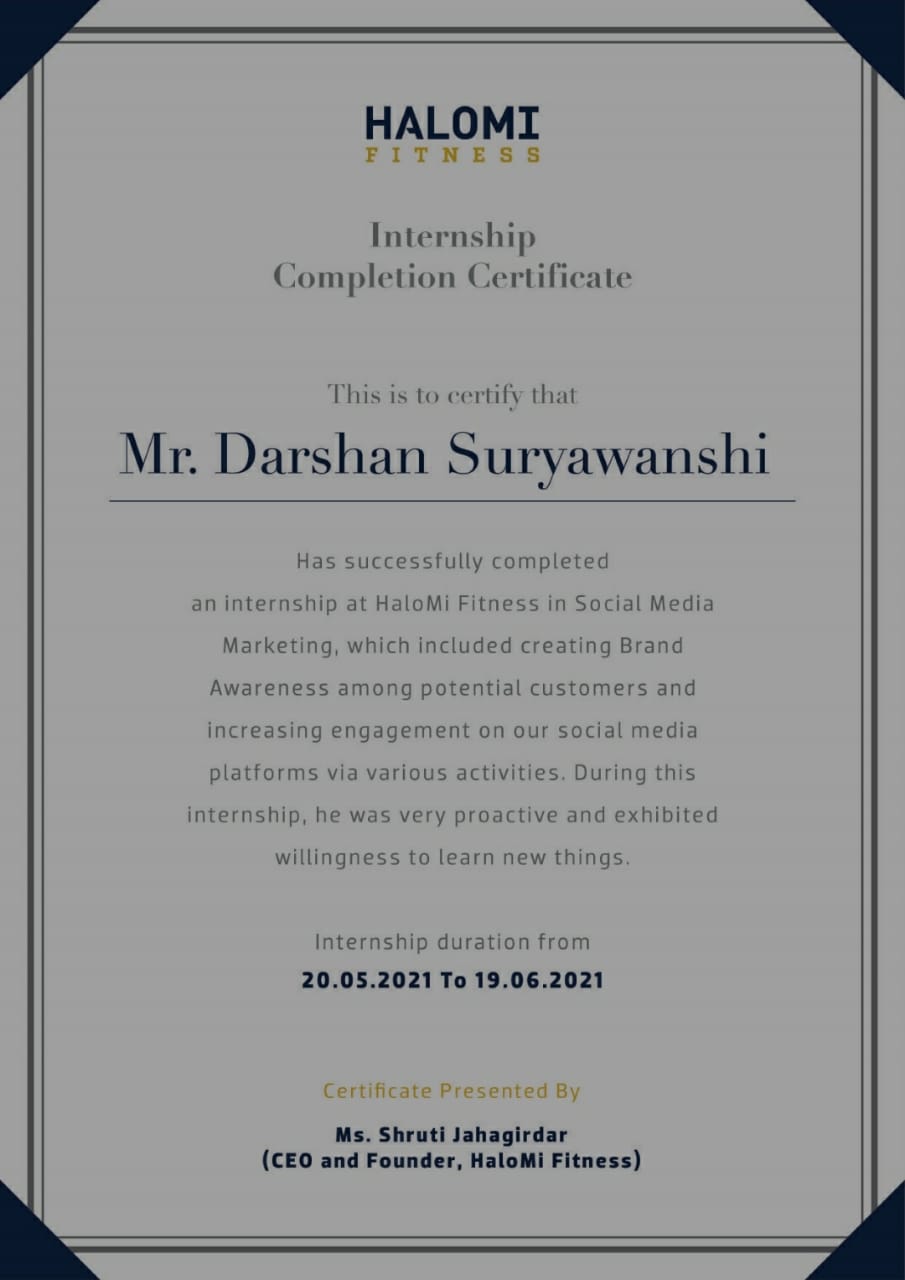 HALOMI
FITNESS
Internship
Completion Certificate
This is to certify that
Mr. Darshan Suryawanshi
Has successfully completed
an internship at HaloMi Fitness in Social Media
Marketing, which included creating Brand
Awareness among potential customers and
increasing engagement on our social media
platforms via various activities. During this
internship, he was very proactive and exhibited
willingness to learn new things.
Internship duration from
20.05.2021 To 19.06.2021
Certificate Presented By
Ms. Shruti Jahagirdar
(CEO and Founder, HaloMi Fitness)